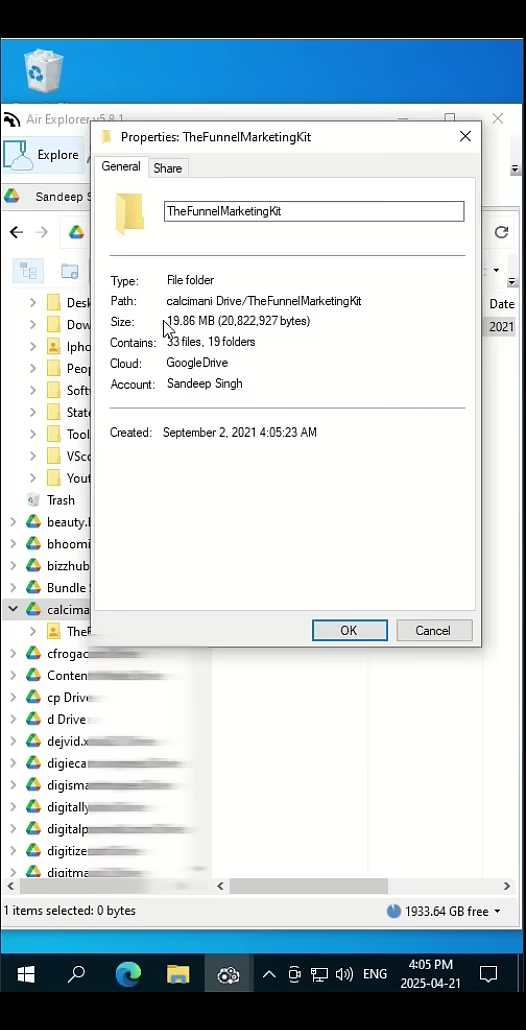 Air Explorer v5.8.1
Properties: TheFunnelMarketingKit
Explore
General
Share
Sandeep S
TheFunnelMarketingKit
Type: File folder
Path: calcimani Drive/TheFunnelMarketingKit
Size: 19.86 MB (20,822,927 bytes)
Contains: 33 files, 19 folders
Cloud: GoogleDrive
Account: Sandeep Singh
Created: September 2, 2021 4:05:23 AM
OK
Cancel
Date
2021
Desk
Dow
Ipho
Peop
Soft
State
Tool
VSco
Yout
Trash
beauty.
bhoomi
bizzhub
Bundle
calcima
TheF
cfrogac
Conten
cp Drive
d Drive
dejvid.x
digieca
digisma
digitally
digitalp
digitize
digitma
1 items selected: 0 bytes
1933.64 GB free
ENG
4:05 PM
2025-04-21